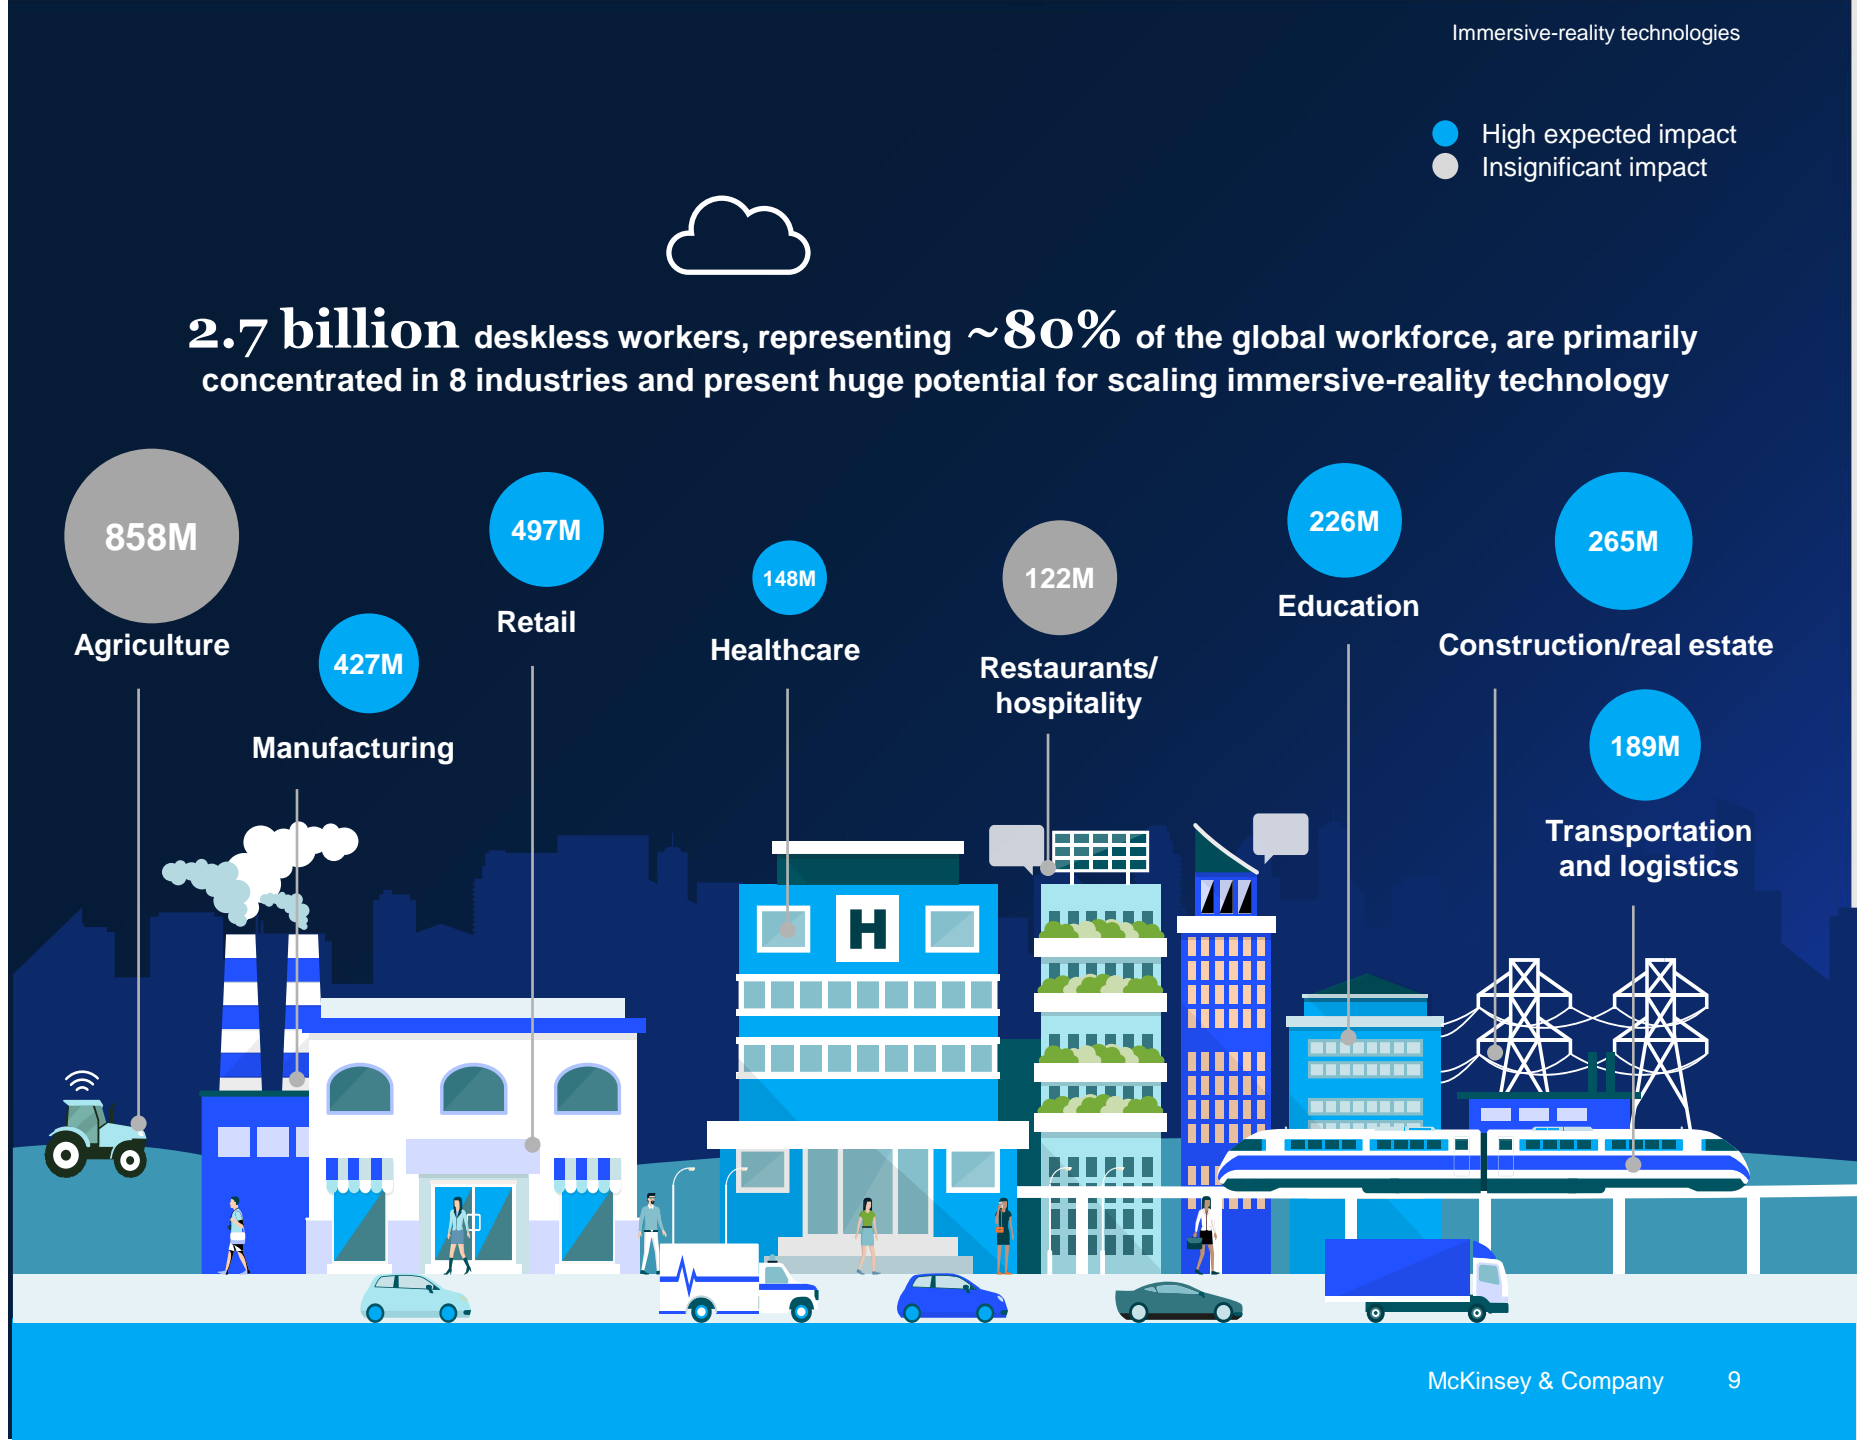 Immersive-reality technologies
High expected impact
Insignificant impact
2.7 billion deskless workers, representing ~80% of the global workforce, are primarily
concentrated in 8 industries and present huge potential for scaling immersive-reality technology
858M
Agriculture
427M
Manufacturing
497M
Retail
148M
Healthcare
122M
Restaurants/
hospitality
226M
Education
265M
Construction/real estate
189M
Transportation
and logistics
H
McKinsey & Company 9